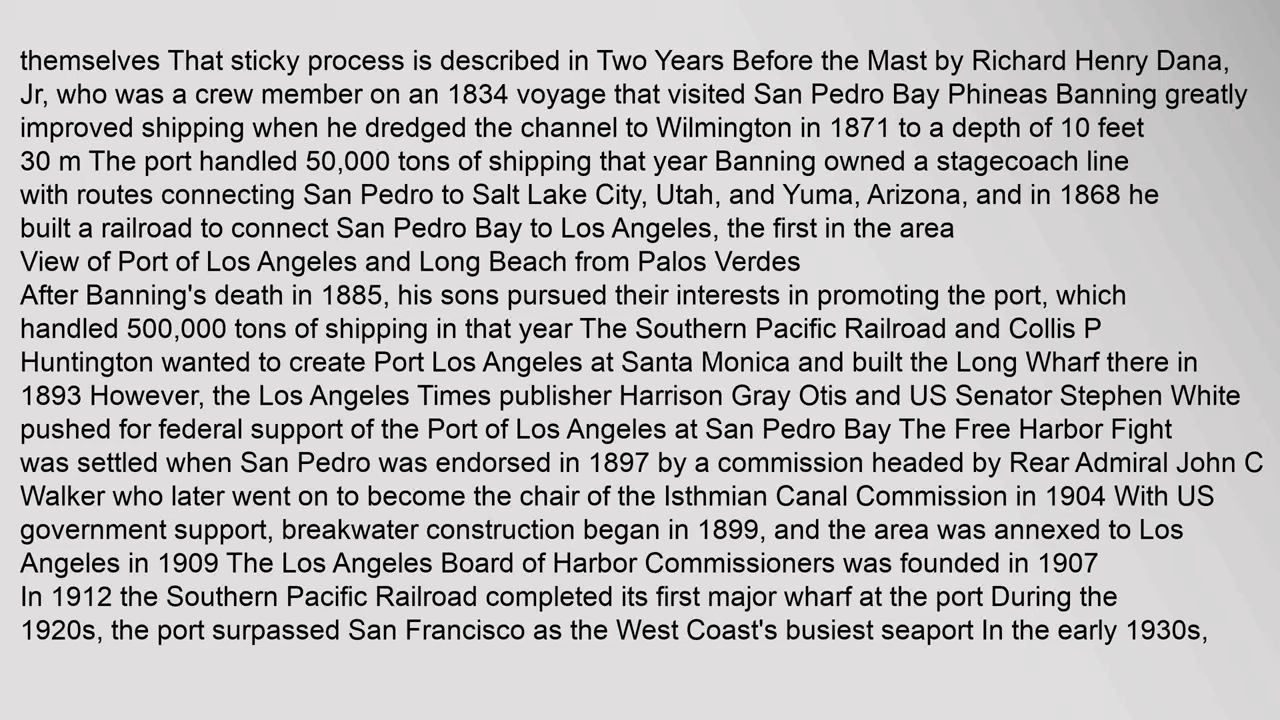 themselves That sticky process is described in Two Years Before the Mast by Richard Henry Dana,
Jr, who was a crew member on an 1834 voyage that visited San Pedro Bay Phineas Banning greatly
improved shipping when he dredged the channel to Wilmington in 1871 to a depth of 10 feet
30 m The port handled 50,000 tons of shipping that year Banning owned a stagecoach line
with routes connecting San Pedro to Salt Lake City, Utah, and Yuma, Arizona, and in 1868 he
built a railroad to connect San Pedro Bay to Los Angeles, the first in the area
View of Port of Los Angeles and Long Beach from Palos Verdes
After Banning's death in 1885, his sons pursued their interests in promoting the port, which
handled 500,000 tons of shipping in that year The Southern Pacific Railroad and Collis P
Huntington wanted to create Port Los Angeles at Santa Monica and built the Long Wharf there in
1893 However, the Los Angeles Times publisher Harrison Gray Otis and US Senator Stephen White
pushed for federal support of the Port of Los Angeles at San Pedro Bay The Free Harbor Fight
was settled when San Pedro was endorsed in 1897 by a commission headed by Rear Admiral John C
Walker who later went on to become the chair of the Isthmian Canal Commission in 1904 With US
government support, breakwater construction began in 1899, and the area was annexed to Los
Angeles in 1909 The Los Angeles Board of Harbor Commissioners was founded in 1907
In 1912 the Southern Pacific Railroad completed its first major wharf at the port During the
1920s, the port surpassed San Francisco as the West Coast's busiest seaport In the early 1930s,